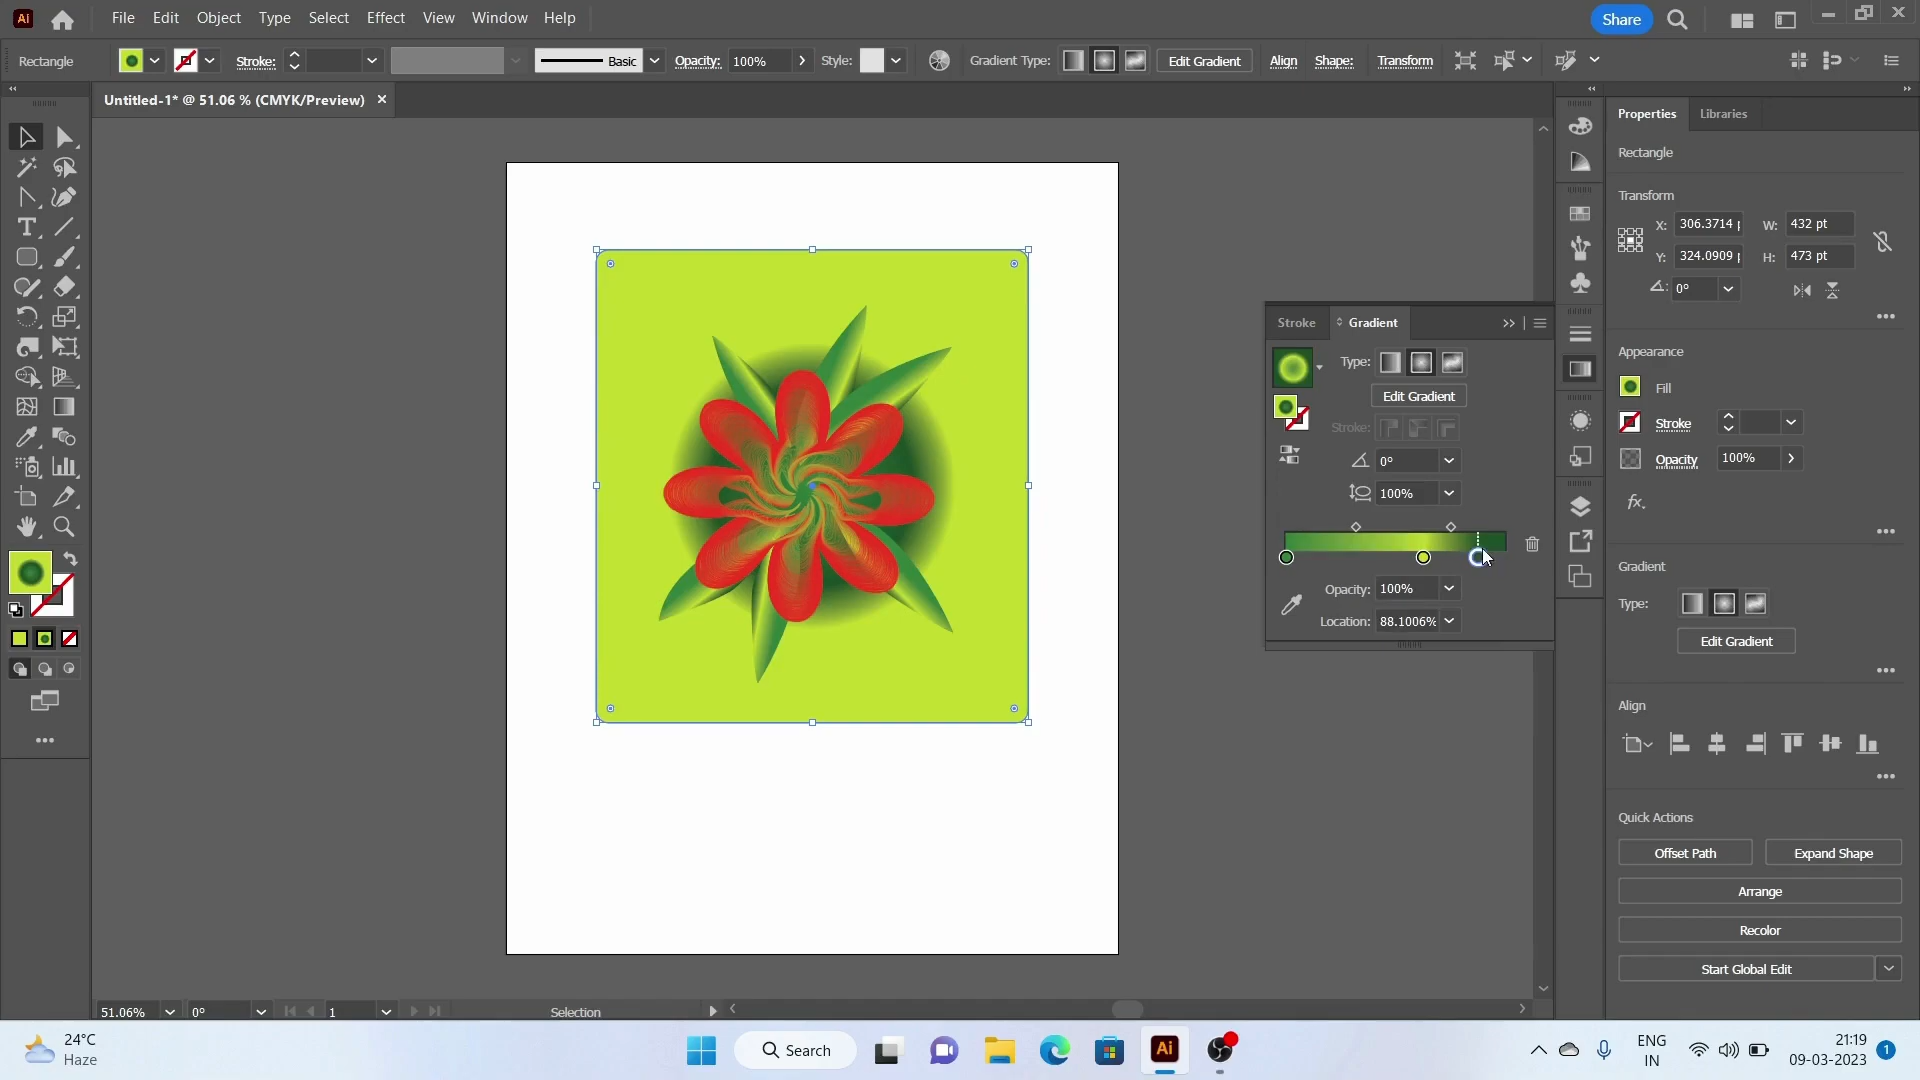 Ai File Edit Object Type Select Effect View Window Help Share
Rectangle Stroke: Basic Opacity: 100% Style: Gradient Type: Edit Gradient Align Shape: Transform
Untitled-1* @ 51.06 % (CMYK/Preview)
Stroke Gradient
Type:
Edit Gradient
Stroke:
0°
100%
Opacity: 100%
Location: 88.1006%
Properties Libraries
Rectangle
Transform
X: 306.3714 W: 432 pt
Y: 324.0909 H: 473 pt
0°
Appearance
Fill
Stroke
Opacity 100%
fx.
Gradient
Type:
Edit Gradient
Align
Quick Actions
Offset Path Expand Shape
Arrange
Recolor
Start Global Edit
51.06% 0° 1 Selection
24°C
Haze
Search
Ai
ENG
IN
21:19
09-03-2023
1